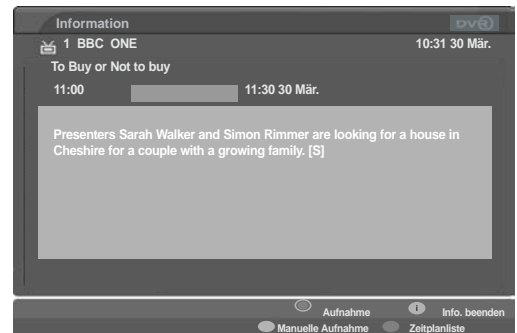 Information
DVR
1 BBC ONE 10:31 30 Mär.
To Buy or Not to buy
11:00 11:30 30 Mär.
Presenters Sarah Walker and Simon Rimmer are looking for a house in
Cheshire for a couple with a growing family. [S]
Aufnahme i Info. beenden
Manuelle Aufnahme Zeitplanliste